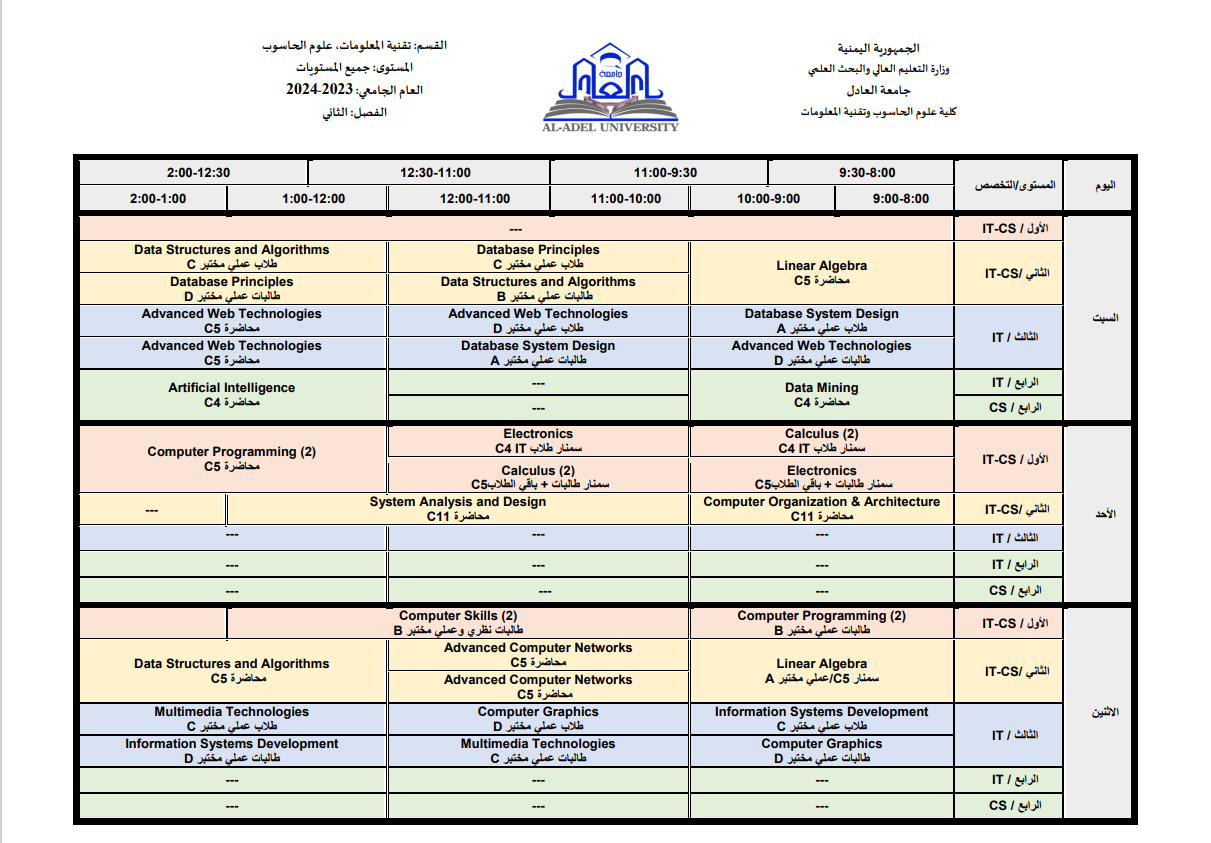 الجمهورية اليمنية
وزارة التعليم العالي والبحث العلمي
جامعة العادل
كلية علوم الحاسوب وتقنية المعلومات
جامعة
AL-ADEL UNIVERSITY
القسم: تقنية المعلومات، علوم الحاسوب
المستوى: جميع المستويات
العام الجامعي: 2023-2024
الفصل: الثاني
اليوم
المستوى/التخصص
9:30-8:00
11:00-9:30
12:30-11:00
2:00-12:30
9:00-8:00
10:00-9:00
11:00-10:00
12:00-11:00
1:00-12:00
2:00-1:00
السبت
الأول / IT-CS
---
الثاني /IT-CS
Linear Algebra
محاضرة C5
Database Principles
طلاب عملي مختبر C
Data Structures and Algorithms
طلاب عملي مختبر C
Data Structures and Algorithms
طالبات عملي مختبر B
Database Principles
طالبات عملي مختبر D
الثالث / IT
Database System Design
طلاب عملي مختبر A
Advanced Web Technologies
طلاب عملي مختبر D
Advanced Web Technologies
محاضرة C5
Advanced Web Technologies
طالبات عملي مختبر D
Database System Design
طالبات عملي مختبر A
Advanced Web Technologies
محاضرة C5
الرابع / IT
Data Mining
محاضرة C4
---
Artificial Intelligence
محاضرة C4
الرابع / CS
---
الأحد
الأول / IT-CS
Calculus (2)
سمنار طلاب C4 IT
Electronics
سمنار طلاب C4 IT
Computer Programming (2)
محاضرة C5
Electronics
سمنار طالبات + باقي الطلابC5
Calculus (2)
سمنار طالبات + باقي الطلابC5
الثاني /IT-CS
Computer Organization & Architecture
محاضرة C11
System Analysis and Design
محاضرة C11
---
الثالث / IT
---
---
---
الرابع / IT
---
---
---
الرابع / CS
---
---
---
الاثنين
الأول / IT-CS
Computer Programming (2)
طالبات عملي مختبر B
Computer Skills (2)
طالبات نظري وعملي مختبر B
الثاني /IT-CS
Linear Algebra
سمنار C5/عملي مختبر A
Advanced Computer Networks
محاضرة C5
Data Structures and Algorithms
محاضرة C5
Advanced Computer Networks
محاضرة C5
الثالث / IT
Information Systems Development
طلاب عملي مختبر C
Computer Graphics
طلاب عملي مختبر D
Multimedia Technologies
طلاب عملي مختبر C
Computer Graphics
طالبات عملي مختبر D
Multimedia Technologies
طالبات عملي مختبر C
Information Systems Development
طالبات عملي مختبر D
الرابع / IT
---
---
---
الرابع / CS
---
---
---